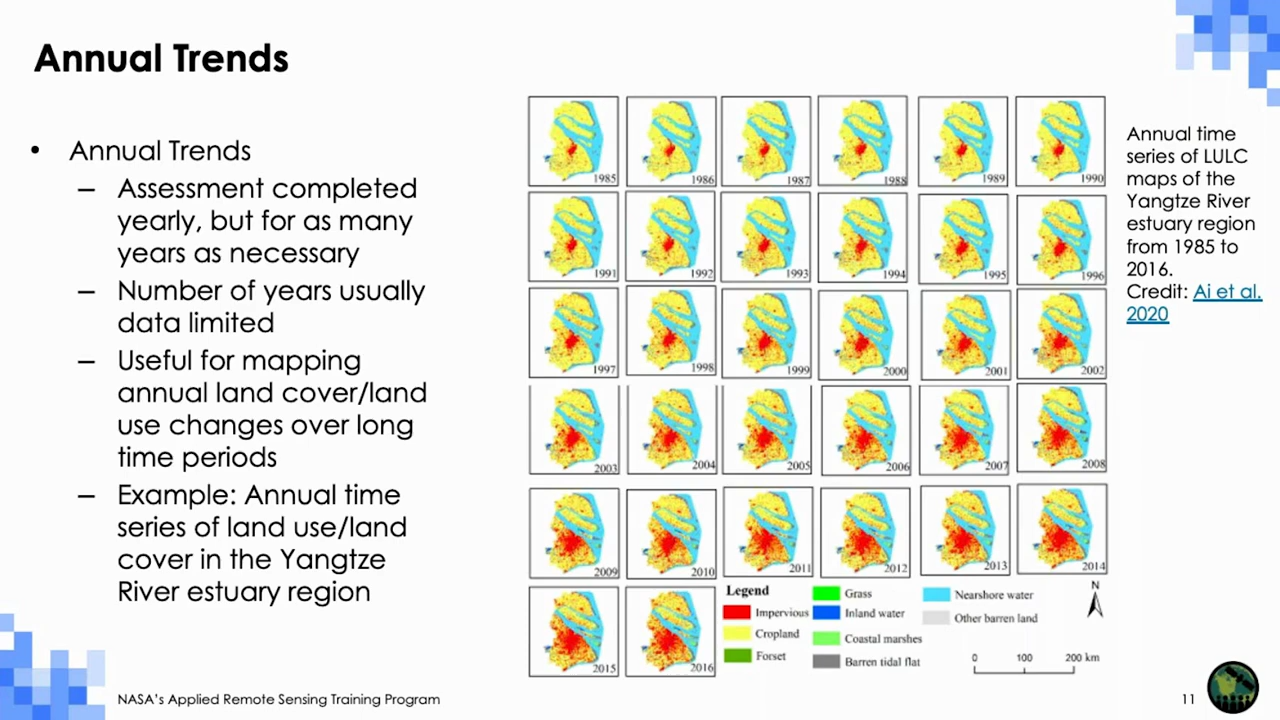 Annual Trends
• Annual Trends
– Assessment completed
yearly, but for as many
years as necessary
– Number of years usually
data limited
– Useful for mapping
annual land cover/land
use changes over long
time periods
– Example: Annual time
series of land use/land
cover in the Yangtze
River estuary region
1985 1986 1987 1988 1989 1990
1991 1992 1993 1994 1995 1996
1997 1998 1999 2000 2001 2002
2003 2004 2005 2006 2007 2008
2009 2010 2011 2012 2013 2014
2015 2016
Legend
Impervious
Cropland
Forset
Grass
Inland water
Coastal marshes
Barren tidal flat
Nearshore water
Other barren land
N
0 100 200 km
Annual time
series of LULC
maps of the
Yangtze River
estuary region
from 1985 to
2016.
Credit: Ai et al.
2020
NASA's Applied Remote Sensing Training Program
11